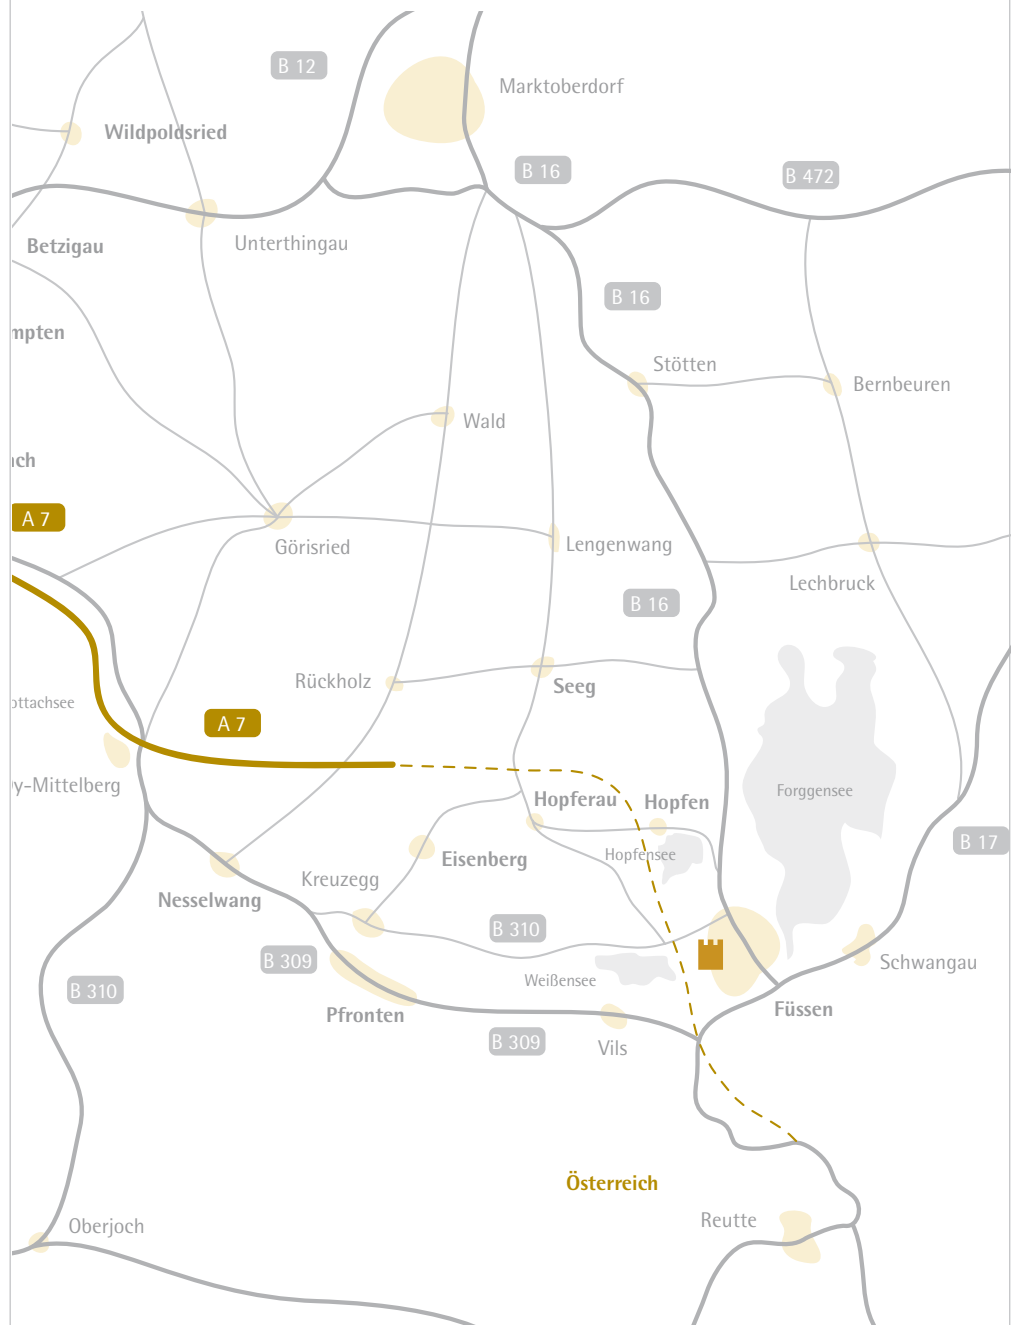 B 12
Marktoberdorf
Wildpoldsried
B 16
B 472
Unterthingau
Betzigau
B 16
mpten
Stötten
Bernbeuren
Wald
ch
A 7
Görisried
Lengenwang
Lechbruck
B 16
Rückholz
Seeg
ottachsee
A 7
y-Mittelberg
Forggensee
Hopferau
Hopfen
B 17
Hopfensee
Eisenberg
Kreuzegg
Nesselwang
B 310
B 309
Schwangau
Weißensee
B 310
Pfronten
Füssen
B 309
Vils
Österreich
Reutte
Oberjoch